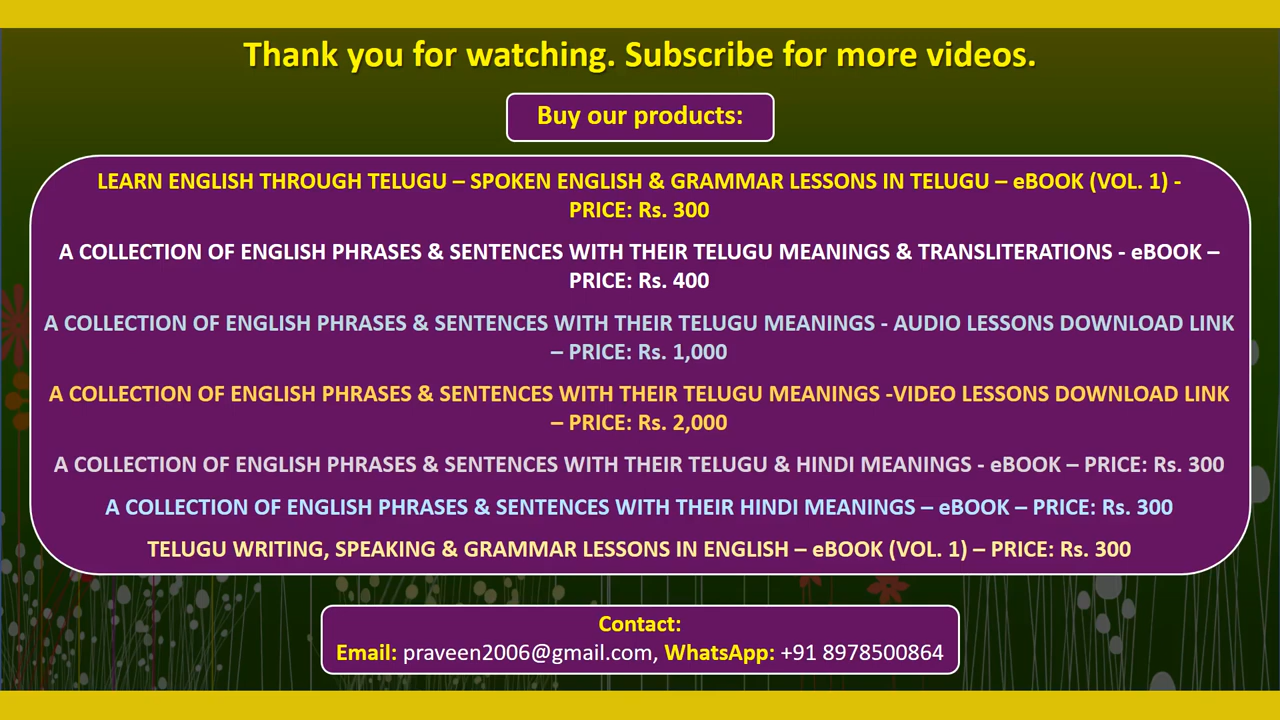 Thank you for watching. Subscribe for more videos.
Buy our products:
LEARN ENGLISH THROUGH TELUGU – SPOKEN ENGLISH & GRAMMAR LESSONS IN TELUGU – eBOOK (VOL. 1) -
PRICE: Rs. 300
A COLLECTION OF ENGLISH PHRASES & SENTENCES WITH THEIR TELUGU MEANINGS & TRANSLITERATIONS - eBOOK –
PRICE: Rs. 400
A COLLECTION OF ENGLISH PHRASES & SENTENCES WITH THEIR TELUGU MEANINGS - AUDIO LESSONS DOWNLOAD LINK
– PRICE: Rs. 1,000
A COLLECTION OF ENGLISH PHRASES & SENTENCES WITH THEIR TELUGU MEANINGS -VIDEO LESSONS DOWNLOAD LINK
– PRICE: Rs. 2,000
A COLLECTION OF ENGLISH PHRASES & SENTENCES WITH THEIR TELUGU & HINDI MEANINGS - eBOOK – PRICE: Rs. 300
A COLLECTION OF ENGLISH PHRASES & SENTENCES WITH THEIR HINDI MEANINGS – eBOOK – PRICE: Rs. 300
TELUGU WRITING, SPEAKING & GRAMMAR LESSONS IN ENGLISH – eBOOK (VOL. 1) – PRICE: Rs. 300
Contact:
Email: praveen2006@gmail.com, WhatsApp: +91 8978500864